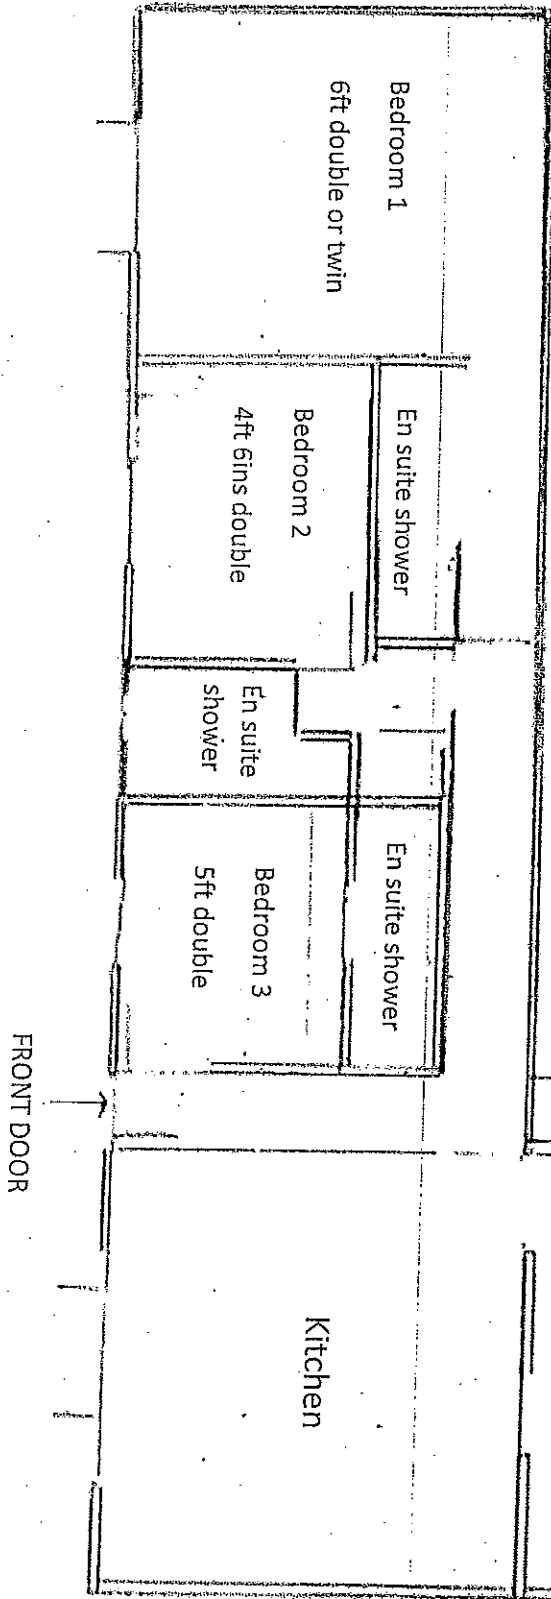 Bedroom 1
6ft double or twin
En suite shower
Bedroom 2
4ft 6ins double
En suite
shower
En suite shower
Bedroom 3
5ft double
FRONT DOOR
Kitchen